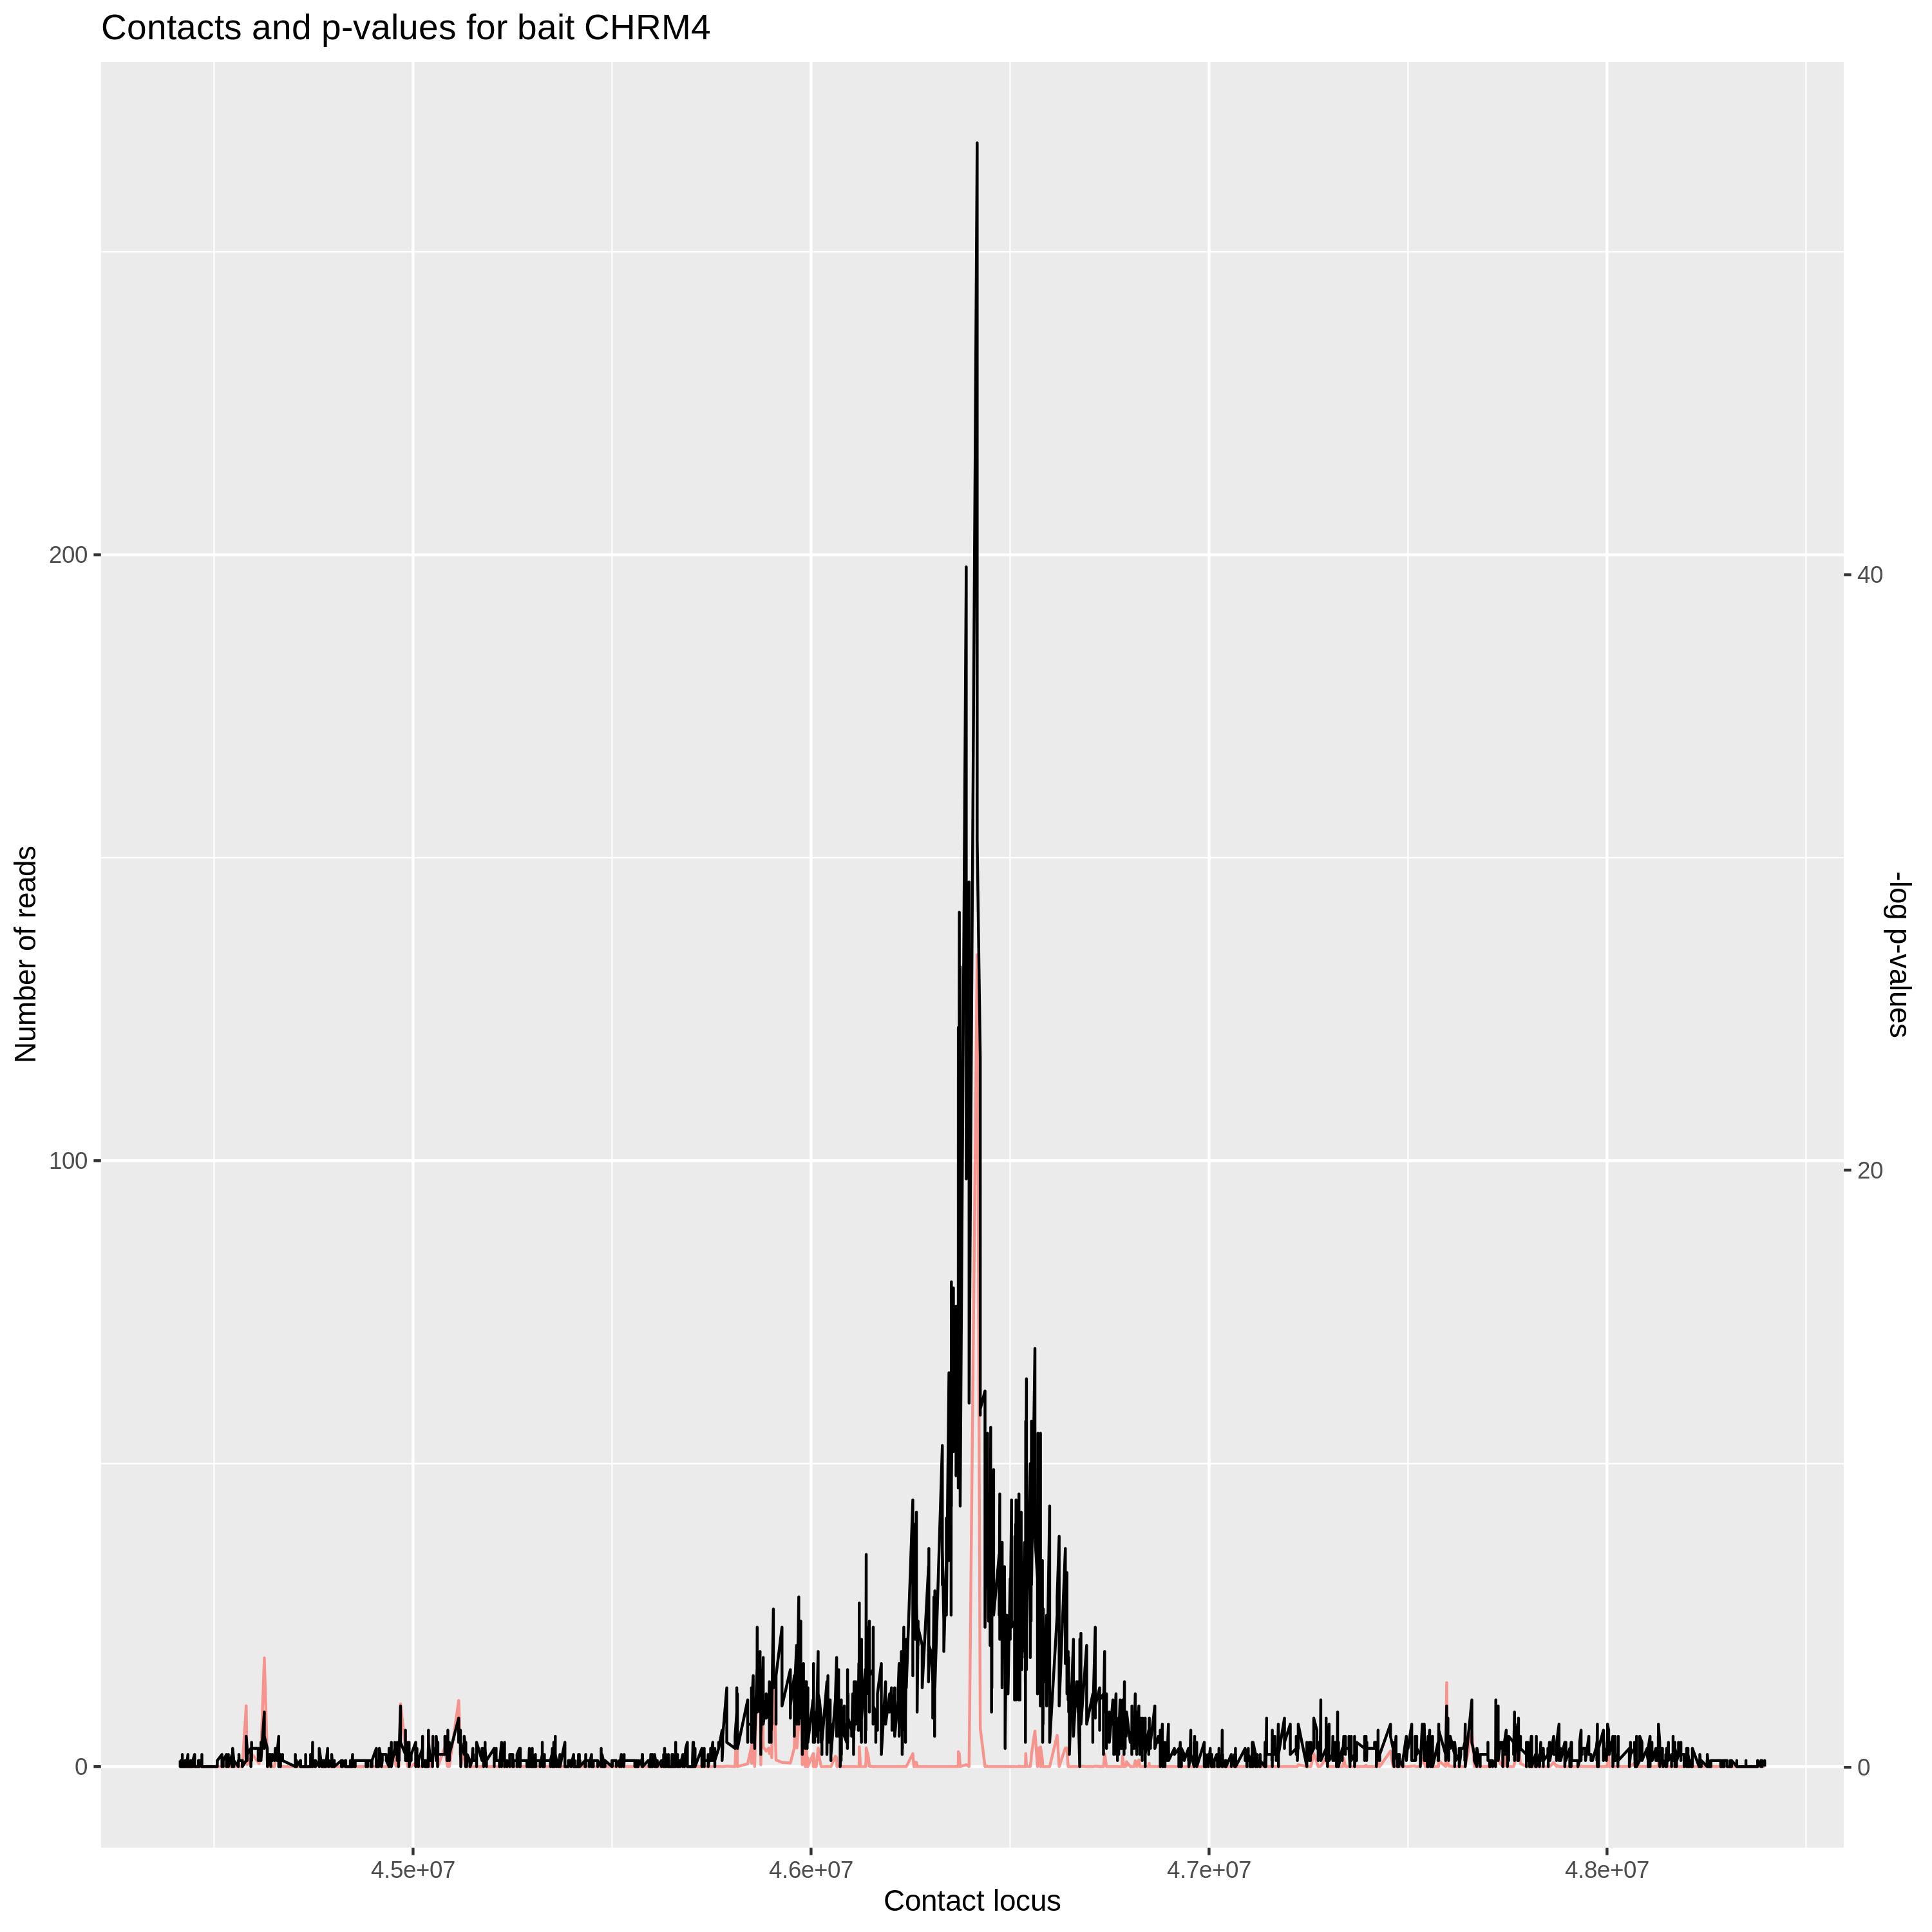 Contacts and p-values for bait CHRM4
Number of reads
200
100
0
40
20
0
-log p-values
4.5e+07
4.6e+07
4.7e+07
4.8e+07
Contact locus